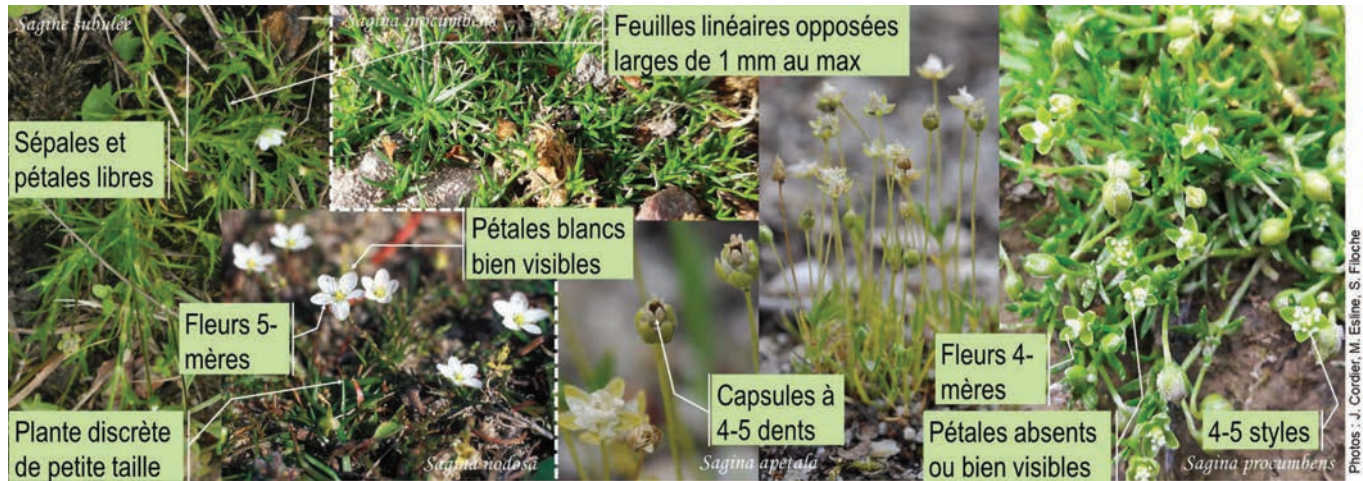 Sagine subulée
Sagina procumbens
Feuilles linéaires opposées
larges de 1 mm au max
Sépales et
pétales libres
Pétales blancs
bien visibles
Fleurs 5-
mères
Plante discrète
de petite taille
Sagina nodosa
Capsules à
4-5 dents
Sagina apetala
Fleurs 4-
mères
Pétales absents
ou bien visibles
4-5 styles
Sagina procumbens
Photos : J. Cordier, M. Esline, S. Filoche